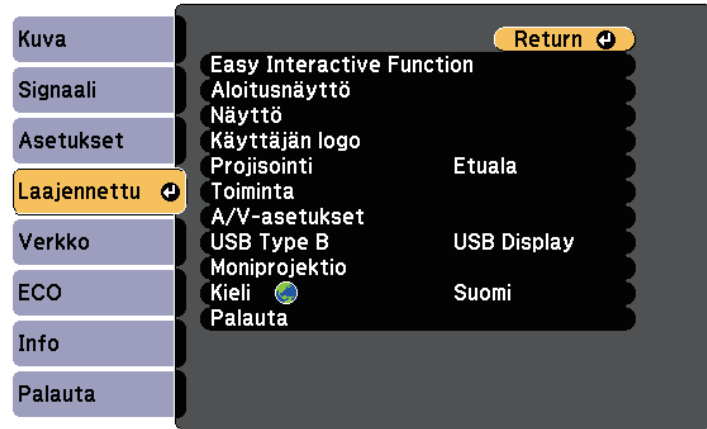 Kuva
Signaali
Asetukset
Laajennettu
Verkko
ECO
Info
Palauta
Return
Easy Interactive Function
Aloitusnäyttö
Näyttö
Käyttäjän logo
Projisointi Etuala
Toiminta
A/V-asetukset
USB Type B USB Display
Moniprojektio
Kieli Suomi
Palauta